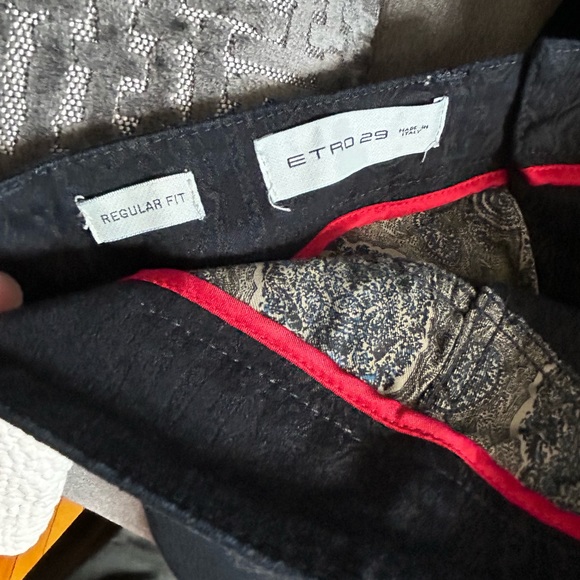 REGULAR FIT
ETRO 29
MADE IN
ITALY